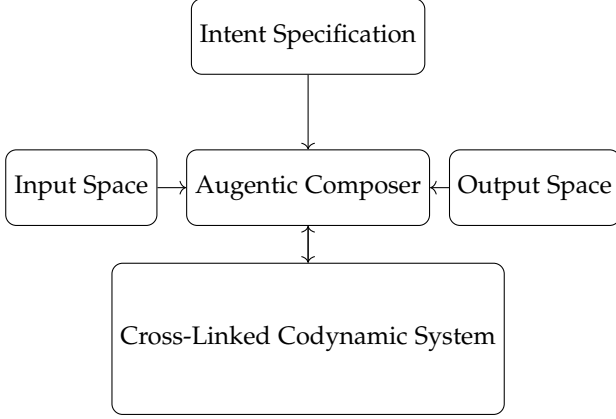 Intent Specification
Input Space
Augentic Composer
Output Space
Cross-Linked Codynamic System